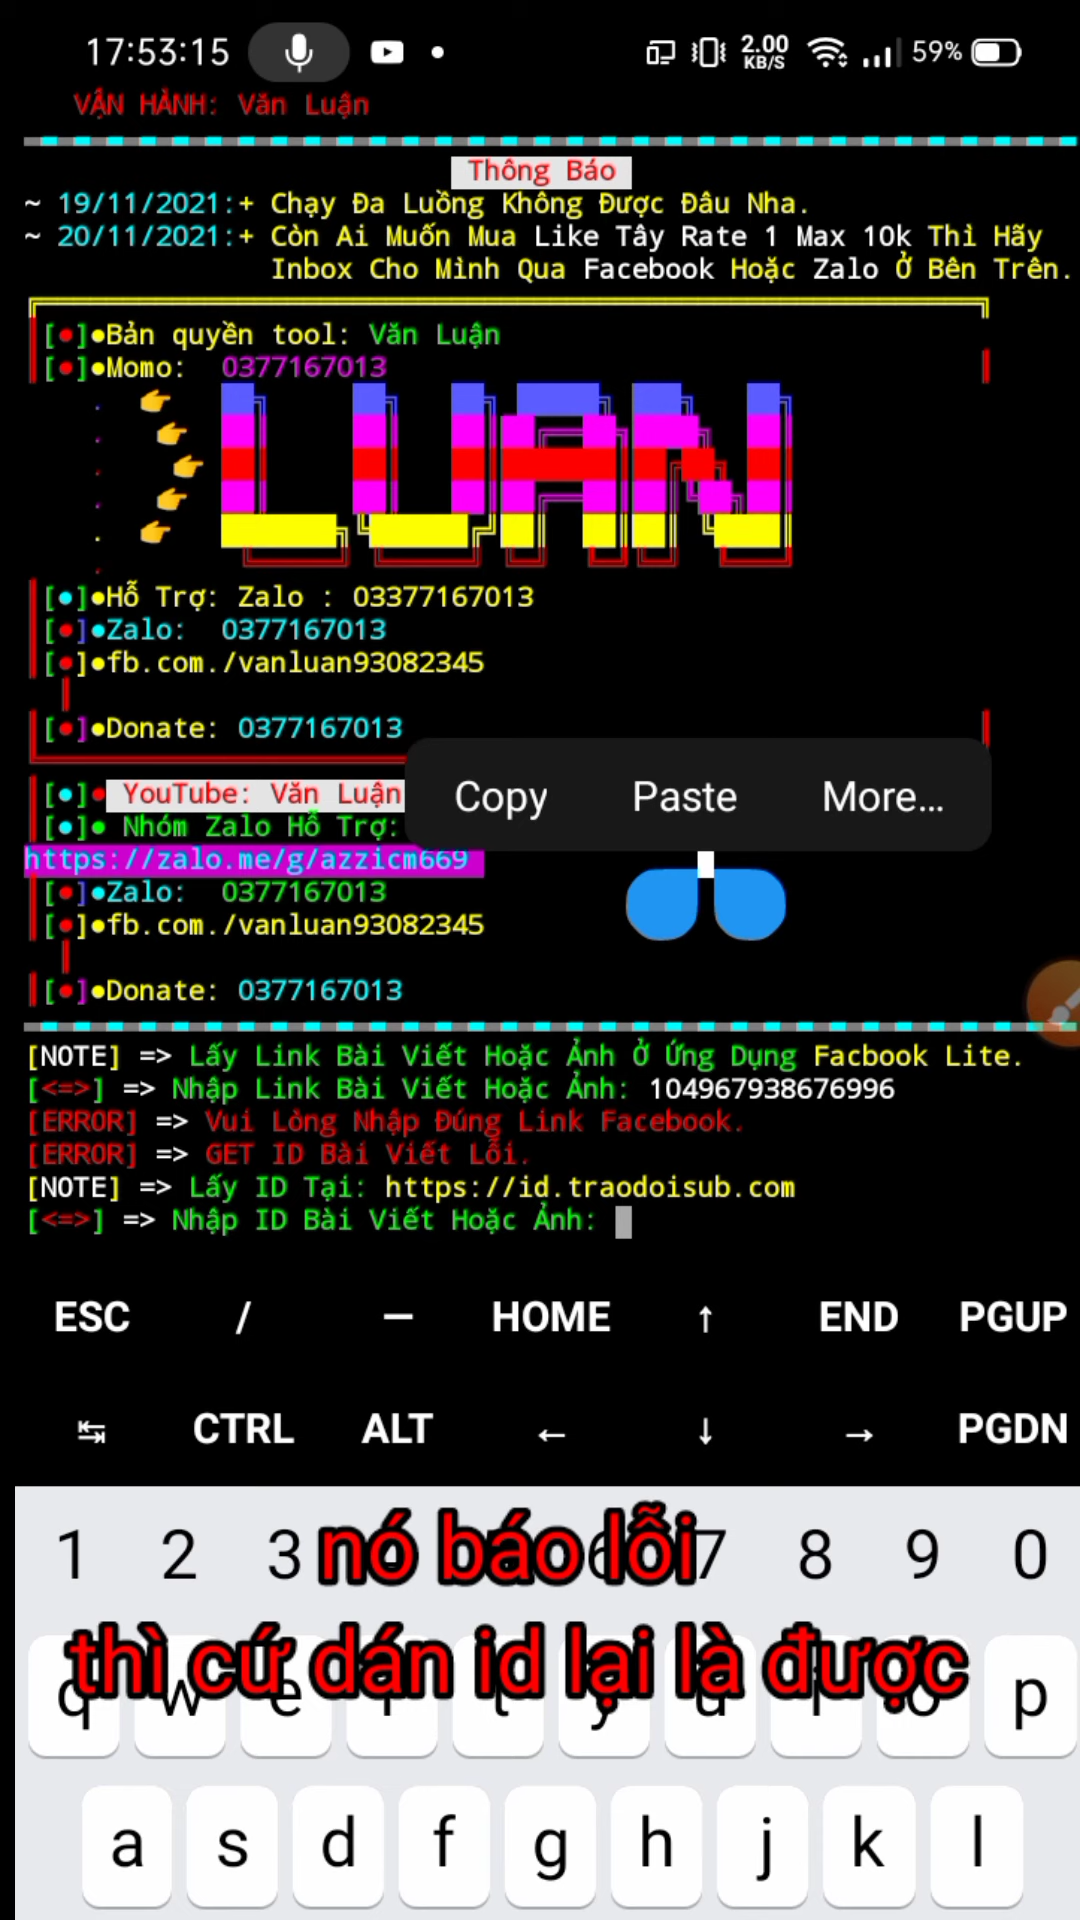 17:53:15 2.00 KB/S 59%
VẬN HÀNH: Văn Luận
Thông Báo
~ 19/11/2021:+ Chạy Đa Luồng Không Được Đâu Nha.
~ 20/11/2021:+ Còn Ai Muốn Mua Like Tây Rate 1 Max 10k Thì Hãy
Inbox Cho Mình Qua Facebook Hoặc Zalo Ở Bên Trên.
[●]●Bản quyền tool: Văn Luận
[●]●Momo: 0377167013
LUAN
[●]●Hỗ Trợ: Zalo : 03377167013
[●]●Zalo: 0377167013
[●]●fb.com./vanluan93082345
[●]●Donate: 0377167013
Copy Paste More...
[●]● YouTube: Văn Luận
[●]● Nhóm Zalo Hỗ Trợ:
https://zalo.me/g/azzicm669
[●]●Zalo: 0377167013
[●]●fb.com./vanluan93082345
[●]●Donate: 0377167013
[NOTE] => Lấy Link Bài Viết Hoặc Ảnh Ở Ứng Dụng Facbook Lite.
[<=>] => Nhập Link Bài Viết Hoặc Ảnh: 104967938676996
[ERROR] => Vui Lòng Nhập Đúng Link Facebook.
[ERROR] => GET ID Bài Viết Lỗi.
[NOTE] => Lấy ID Tại: https://id.traodoisub.com
[<=>] => Nhập ID Bài Viết Hoặc Ảnh:
ESC / — HOME ↑ END PGUP
↹ CTRL ALT ← ↓ → PGDN
1 2 3 6 7 8 9 0
nó báo lỗi
q w e r t y u i o p
thì cứ dán id lại là được
a s d f g h j k l